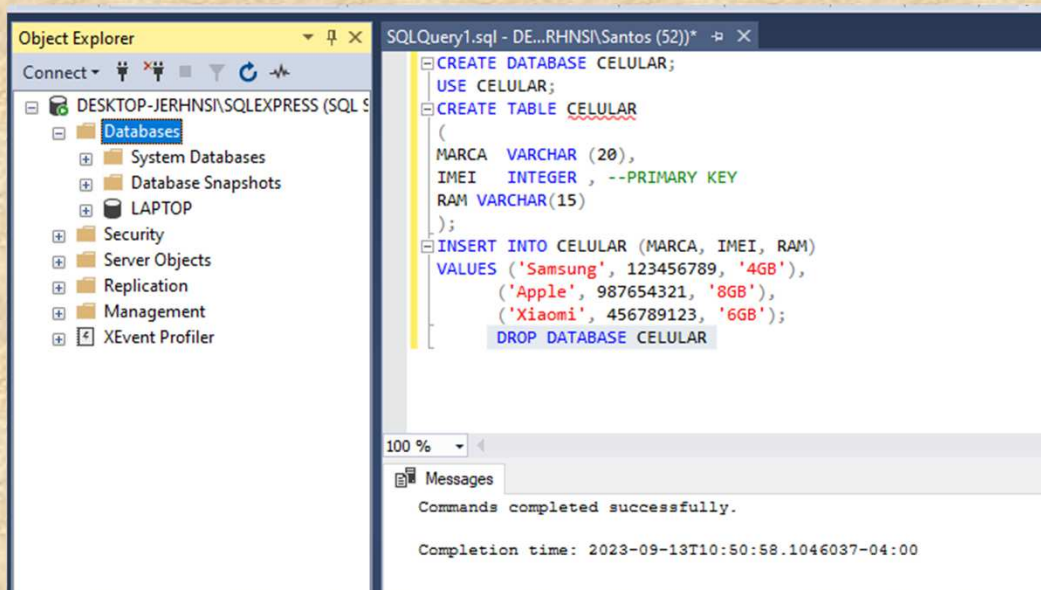 Object Explorer
Connect
DESKTOP-JERHNSI\SQLEXPRESS (SQL S
Databases
System Databases
Database Snapshots
LAPTOP
Security
Server Objects
Replication
Management
XEvent Profiler
SQLQuery1.sql - DE...RHNSI\Santos (52))*
CREATE DATABASE CELULAR;
USE CELULAR;
CREATE TABLE CELULAR
(
MARCA VARCHAR (20),
IMEI INTEGER , --PRIMARY KEY
RAM VARCHAR(15)
);
INSERT INTO CELULAR (MARCA, IMEI, RAM)
VALUES ('Samsung', 123456789, '4GB'),
('Apple', 987654321, '8GB'),
('Xiaomi', 456789123, '6GB');
DROP DATABASE CELULAR
100 %
Messages
Commands completed successfully.
Completion time: 2023-09-13T10:50:58.1046037-04:00